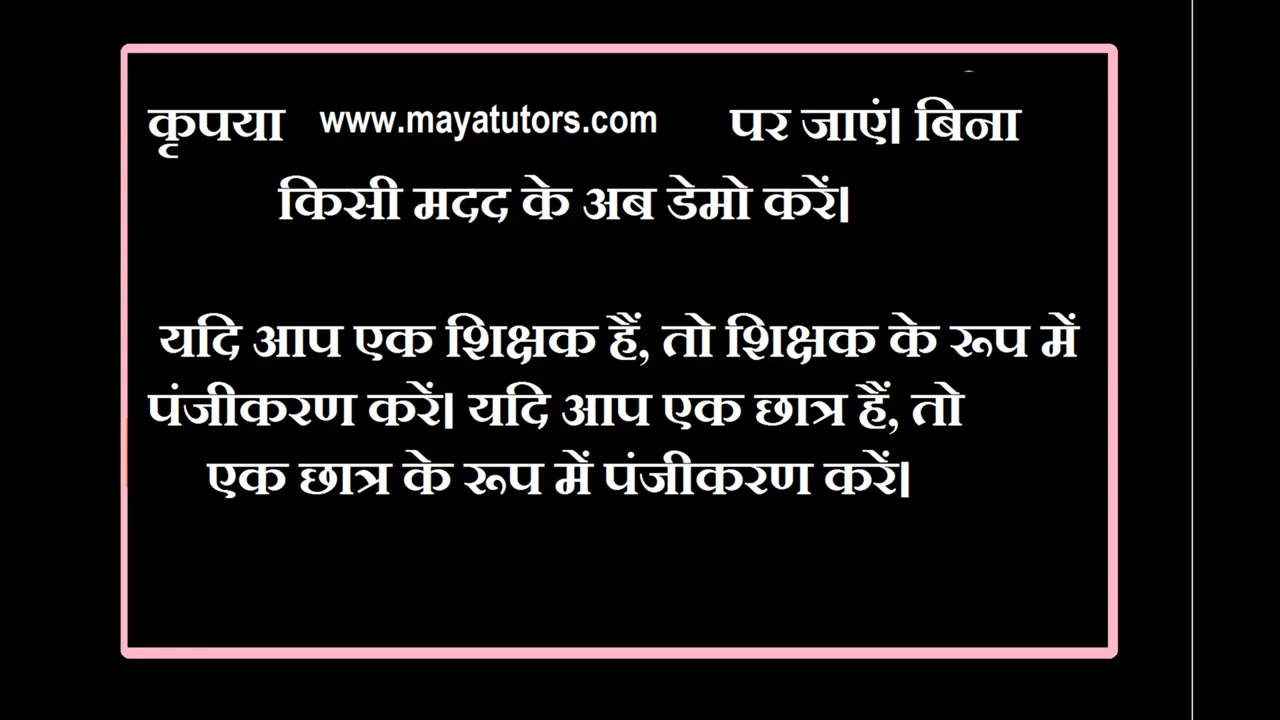 कृपया www.mayatutors.com पर जाएं। बिना
किसी मदद के अब डेमो करें।
यदि आप एक शिक्षक हैं, तो शिक्षक के रूप में
पंजीकरण करें। यदि आप एक छात्र हैं, तो
एक छात्र के रूप में पंजीकरण करें।